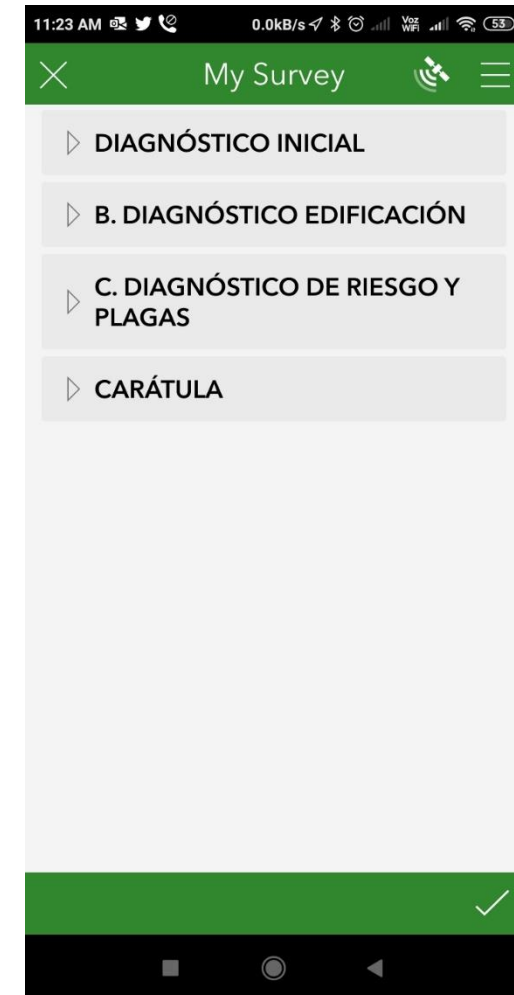 11:23 AM 0.0kB/s Voz WiFi 53
My Survey
DIAGNÓSTICO INICIAL
B. DIAGNÓSTICO EDIFICACIÓN
C. DIAGNÓSTICO DE RIESGO Y
PLAGAS
CARÁTULA